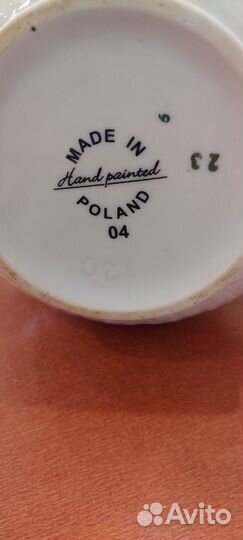 6
MADE IN
23
Hand painted
POLAND
04
Avito